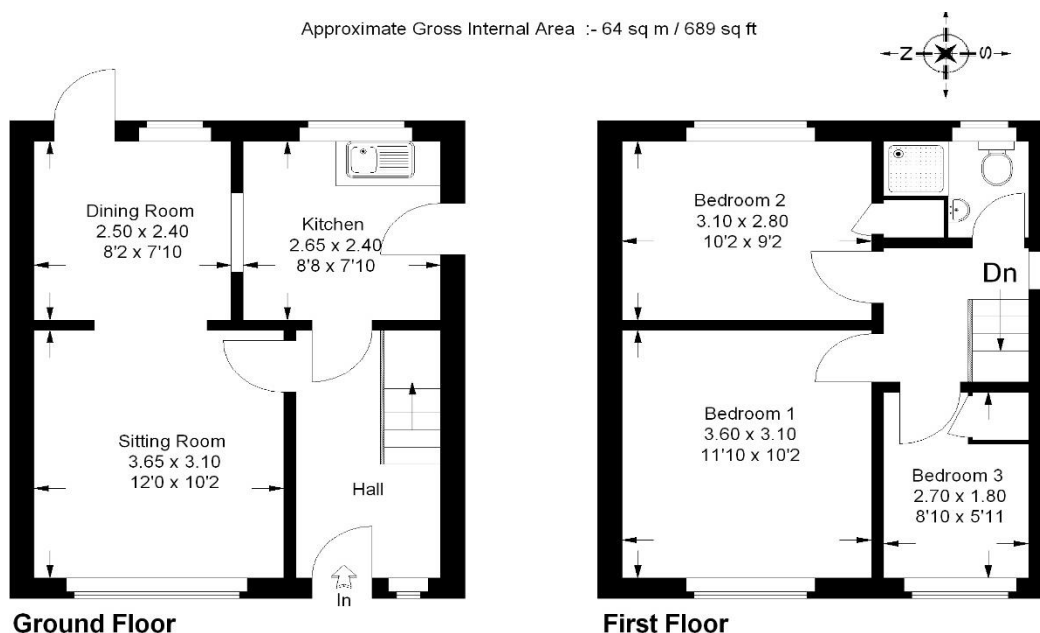 Approximate Gross Internal Area :- 64 sq m / 689 sq ft
N S
Dining Room
2.50 x 2.40
8'2 x 7'10
Kitchen
2.65 x 2.40
8'8 x 7'10
Sitting Room
3.65 x 3.10
12'0 x 10'2
Hall
In
Ground Floor
Bedroom 2
3.10 x 2.80
10'2 x 9'2
Dn
Bedroom 1
3.60 x 3.10
11'10 x 10'2
Bedroom 3
2.70 x 1.80
8'10 x 5'11
First Floor